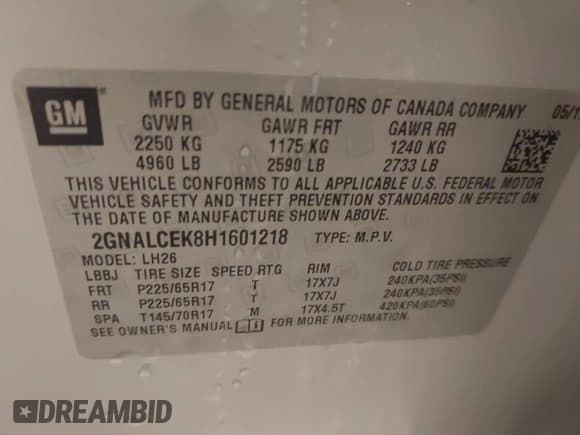 GM
MFD BY GENERAL MOTORS OF CANADA COMPANY 05/1
GVWR GAWR FRT GAWR RR
2250 KG 1175 KG 1240 KG
4960 LB 2590 LB 2733 LB
THIS VEHICLE CONFORMS TO ALL APPLICABLE U.S. FEDERAL MOTOR
VEHICLE SAFETY AND THEFT PREVENTION STANDARDS IN EFFECT ON
THE DATE OF MANUFACTURE SHOWN ABOVE.
2GNALCEK8H1601218 TYPE: M.P.V.
MODEL: LH26
LBBJ TIRE SIZE SPEED RTG RIM COLD TIRE PRESSURE
FRT P225/65R17 T 17X7J 240KPA(35PSI)
RR P225/65R17 T 17X7J 240KPA(35PSI)
SPA T145/70R17 M 17X4.5T 420KPA(60PSI)
SEE OWNER'S MANUAL FOR MORE INFORMATION.
DREAMBID